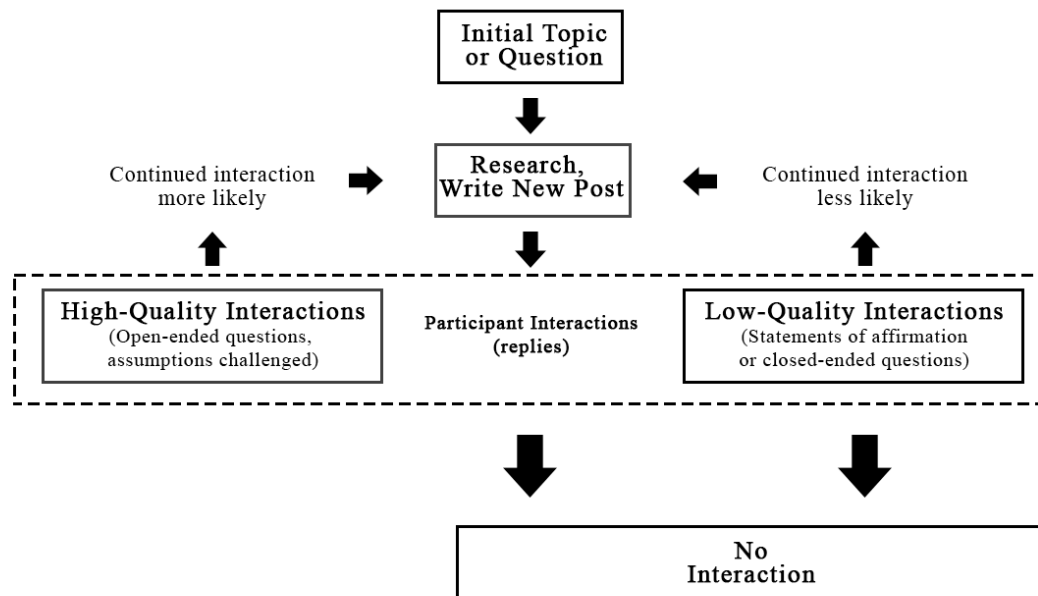 Initial Topic
or Question
Research,
Write New Post
Continued interaction
more likely
Continued interaction
less likely
High-Quality Interactions
(Open-ended questions,
assumptions challenged)
Participant Interactions
(replies)
Low-Quality Interactions
(Statements of affirmation
or closed-ended questions)
No
Interaction